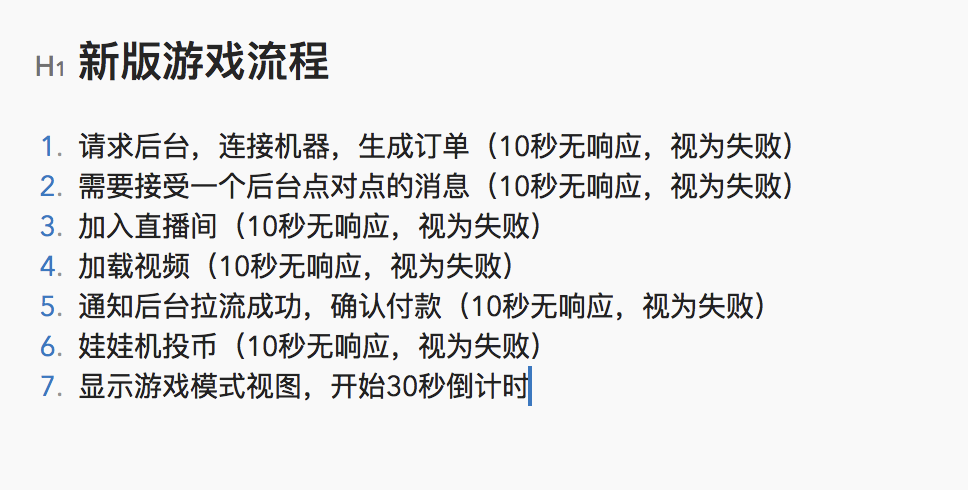 H1 新版游戏流程
1. 请求后台，连接机器，生成订单（10秒无响应，视为失败）
2. 需要接受一个后台点对点的消息（10秒无响应，视为失败）
3. 加入直播间（10秒无响应，视为失败）
4. 加载视频（10秒无响应，视为失败）
5. 通知后台拉流成功，确认付款（10秒无响应，视为失败）
6. 娃娃机投币（10秒无响应，视为失败）
7. 显示游戏模式视图，开始30秒倒计时